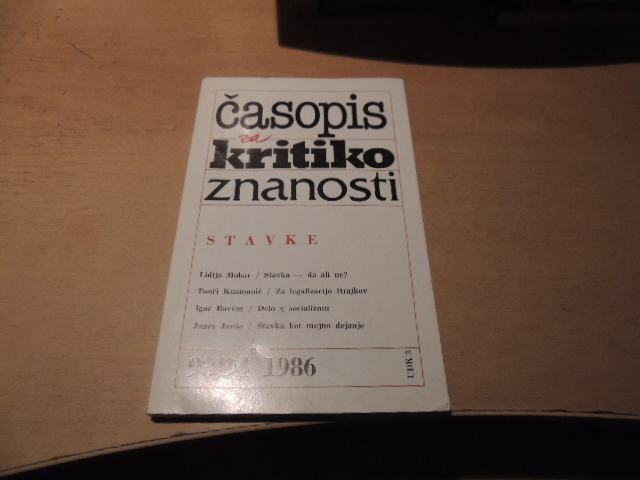 časopis
za
kritiko
znanosti
STAVKE
Lidija Mohar / Stavka — da ali ne?
Tonči Kuzmanić / Za legalizacijo štrajkov
Igor Bavčar / Delo v socializmu
Janez Janša / Stavka kot mejno dejanje
1986
UDK 3